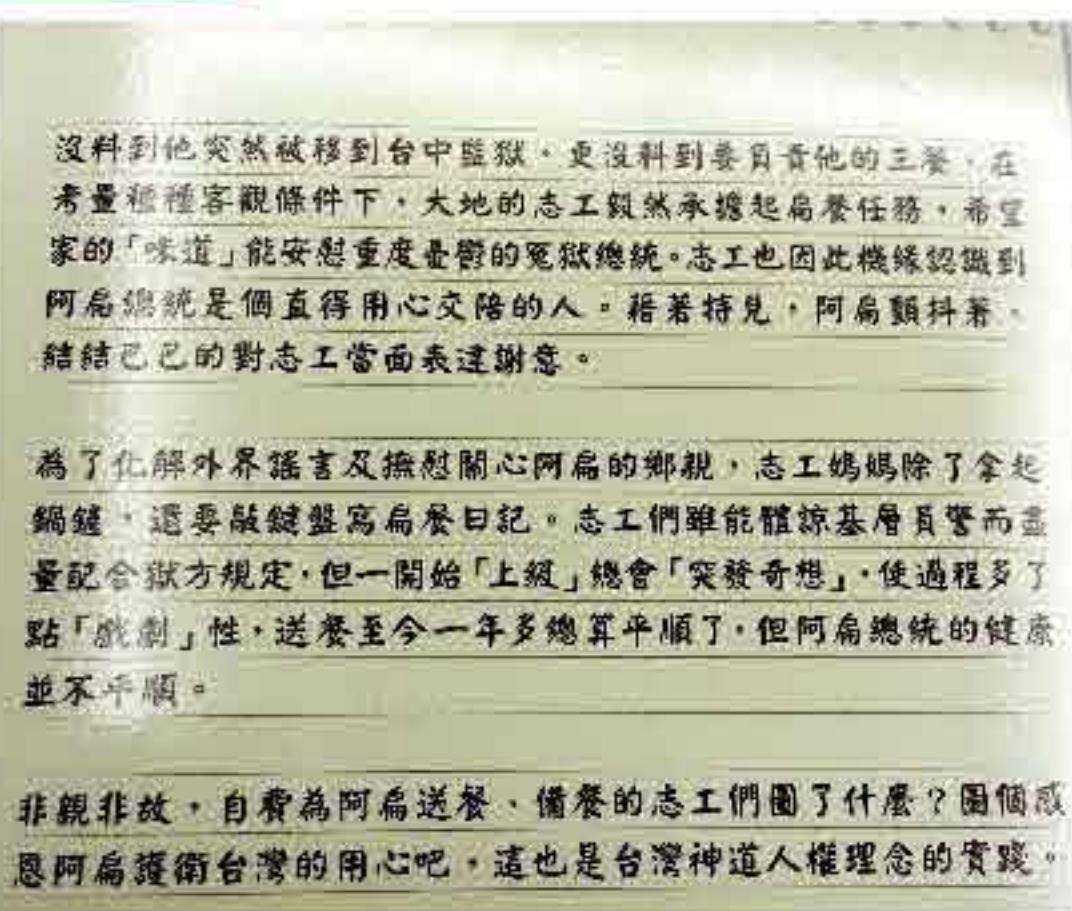 沒料到他突然被移到台中監獄，更沒料到要負責他的三餐，在
考量種種客觀條件下，大地的志工毅然承擔起扁餐任務，希望
家的「味道」能安慰重度憂鬱的冤獄總統。志工也因此機緣認識到
阿扁總統是個直得用心交陪的人。藉著特見，阿扁顫抖著、
結結巴巴的對志工當面表達謝意。
為了化解外界謠言及撫慰關心阿扁的鄉親，志工媽媽除了拿起
鍋鏟，還要敲鍵盤寫扁餐日記。志工們雖能體諒基層員警而盡
量配合獄方規定，但一開始「上級」總會「突發奇想」，使過程多了
點「戲劇」性，送餐至今一年多總算平順了，但阿扁總統的健康
並不平順。
非親非故，自費為阿扁送餐、備餐的志工們圖了什麼？圖個感
恩阿扁護衛台灣的用心吧，這也是台灣神道人權理念的實踐。